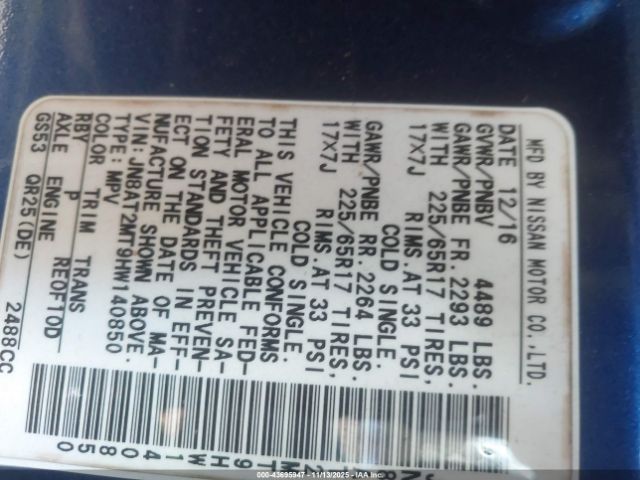 MFD BY NISSAN MOTOR CO.,LTD.
DATE 12/16
GVWR/PNBV 4489 LBS.
GAWR/PNBE FR. 2293 LBS.
WITH 225/65R17 TIRES,
17X7J RIMS.AT 33 PSI
COLD SINGLE.
GAWR/PNBE RR. 2264 LBS.
WITH 225/65R17 TIRES,
17X7J RIMS.AT 33 PSI
COLD SINGLE.
THIS VEHICLE CONFORMS
TO ALL APPLICABLE FED-
ERAL MOTOR VEHICLE SA-
FETY AND THEFT PREVEN-
TION STANDARDS IN EFF-
ECT ON THE DATE OF MA-
NUFACTURE SHOWN ABOVE.
VIN: JN8AT2MT9HW140850
TYPE: MPV
COLOR TRIM TRANS
RBY P RE0F10D
AXLE ENGINE
GS53 QR25(DE) 2488CC
00-43695947 - 11/13/2025 - IAAHolding, LLC